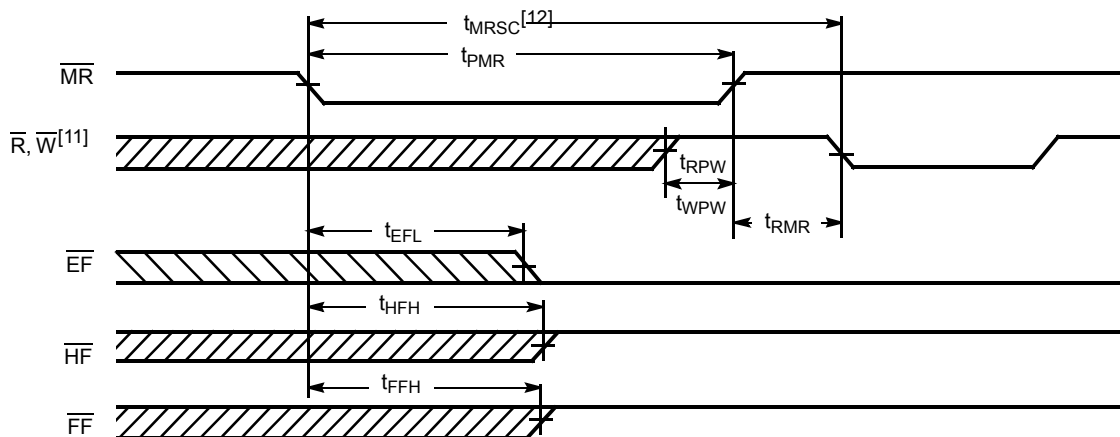 tMRSC[12]
tPMR
MR
R, W[11]
tRPW
tWPW
tRMR
tEFL
EF
tHFH
HF
tFFH
FF